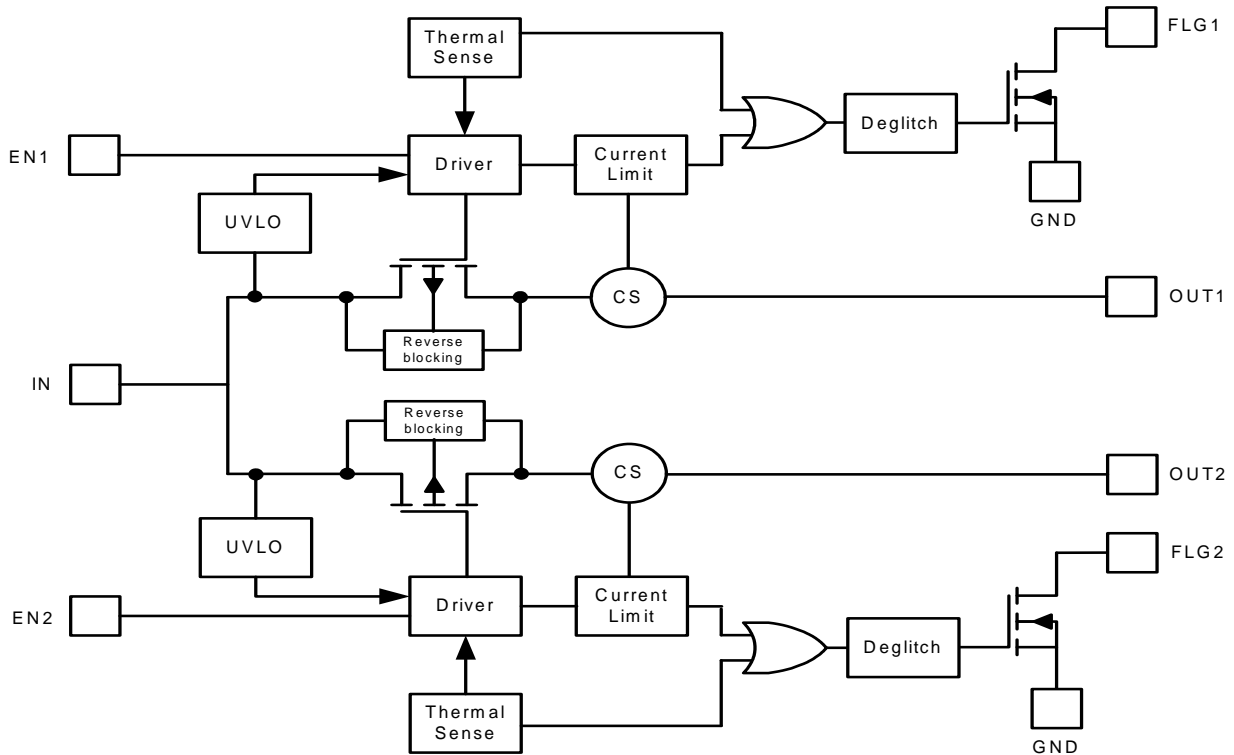 Thermal
Sense
FLG1
Deglitch
EN1
Driver
Current
Limit
UVLO
GND
CS
OUT1
Reverse
blocking
IN
Reverse
blocking
CS
OUT2
UVLO
FLG2
Driver
Current
Limit
EN2
Deglitch
Thermal
Sense
GND